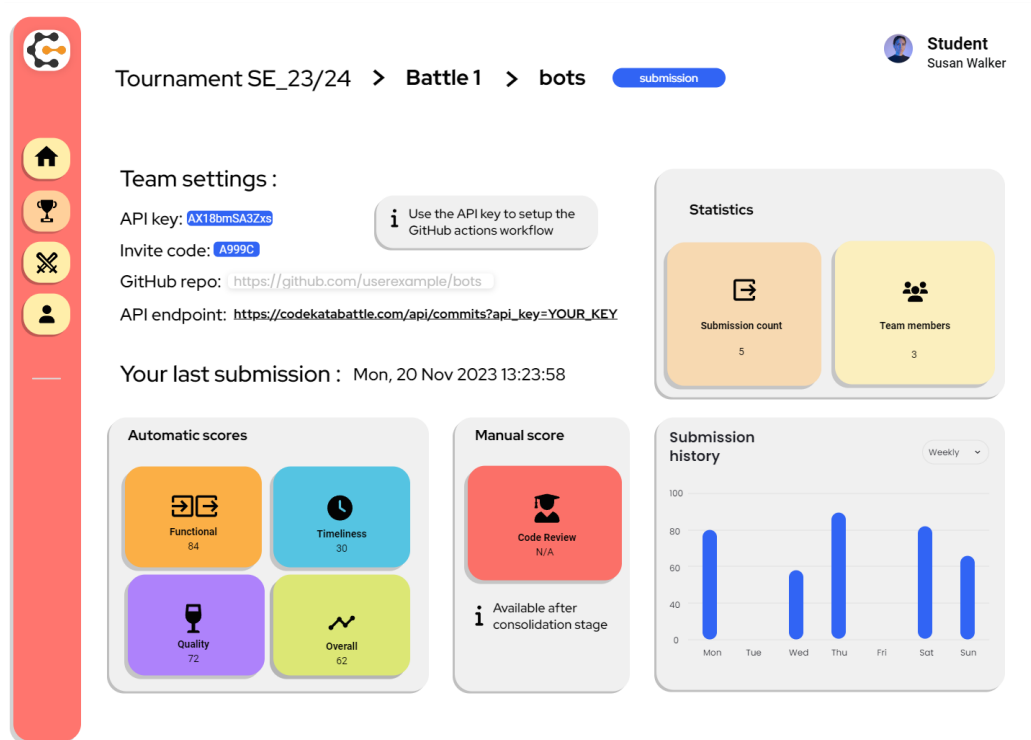 Student
Susan Walker
Tournament SE_23/24 > Battle 1 > bots submission
Team settings :
API key: AX18bmSA3Zxs
Use the API key to setup the
GitHub actions workflow
Invite code: A999C
GitHub repo: https://github.com/userexample/bots
API endpoint: https://codekatabattle.com/api/commits?api_key=YOUR_KEY
Statistics
Submission count
5
Team members
3
Your last submission : Mon, 20 Nov 2023 13:23:58
Automatic scores
Functional
84
Timeliness
30
Quality
72
Overall
62
Manual score
Code Review
N/A
Available after
consolidation stage
Submission
history
Weekly
100
80
60
40
0
Mon Tue Wed Thu Fri Sat Sun